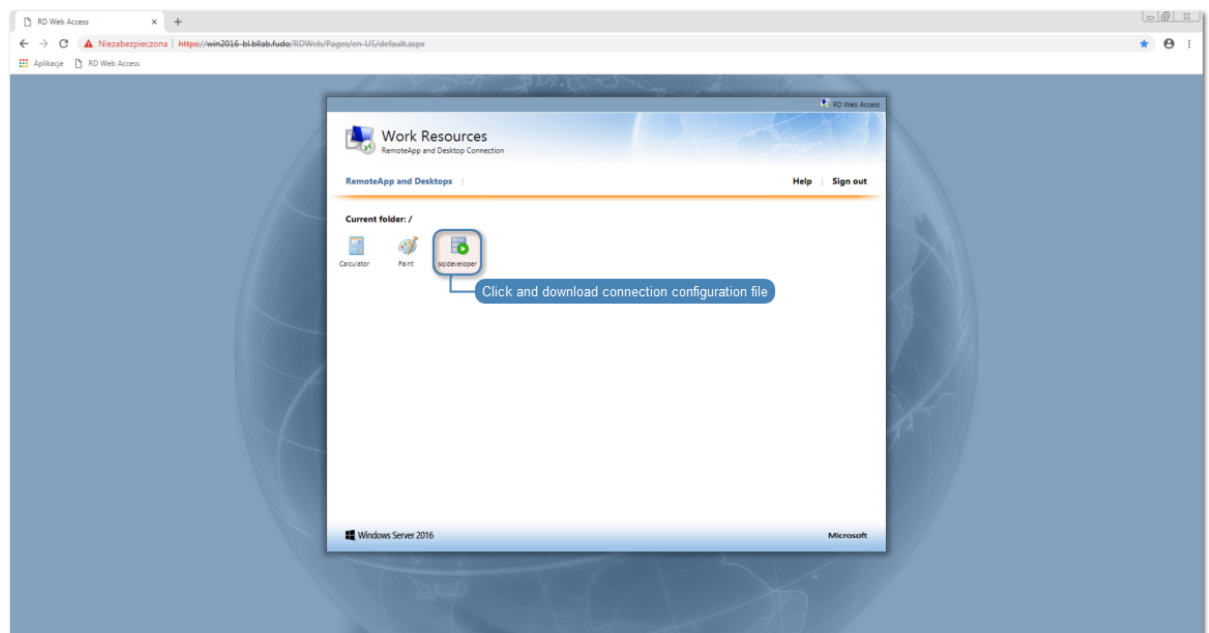 RD Web Access
Niezabezpieczona | https://win2016-bl.bllab.fudo/RDWeb/Pages/en-US/default.aspx
Aplikacje RD Web Access
RD Web Access
Work Resources
RemoteApp and Desktop Connection
RemoteApp and Desktops | Help | Sign out
Current folder: /
Calculator Paint sqldeveloper
Click and download connection configuration file
Windows Server 2016 Microsoft